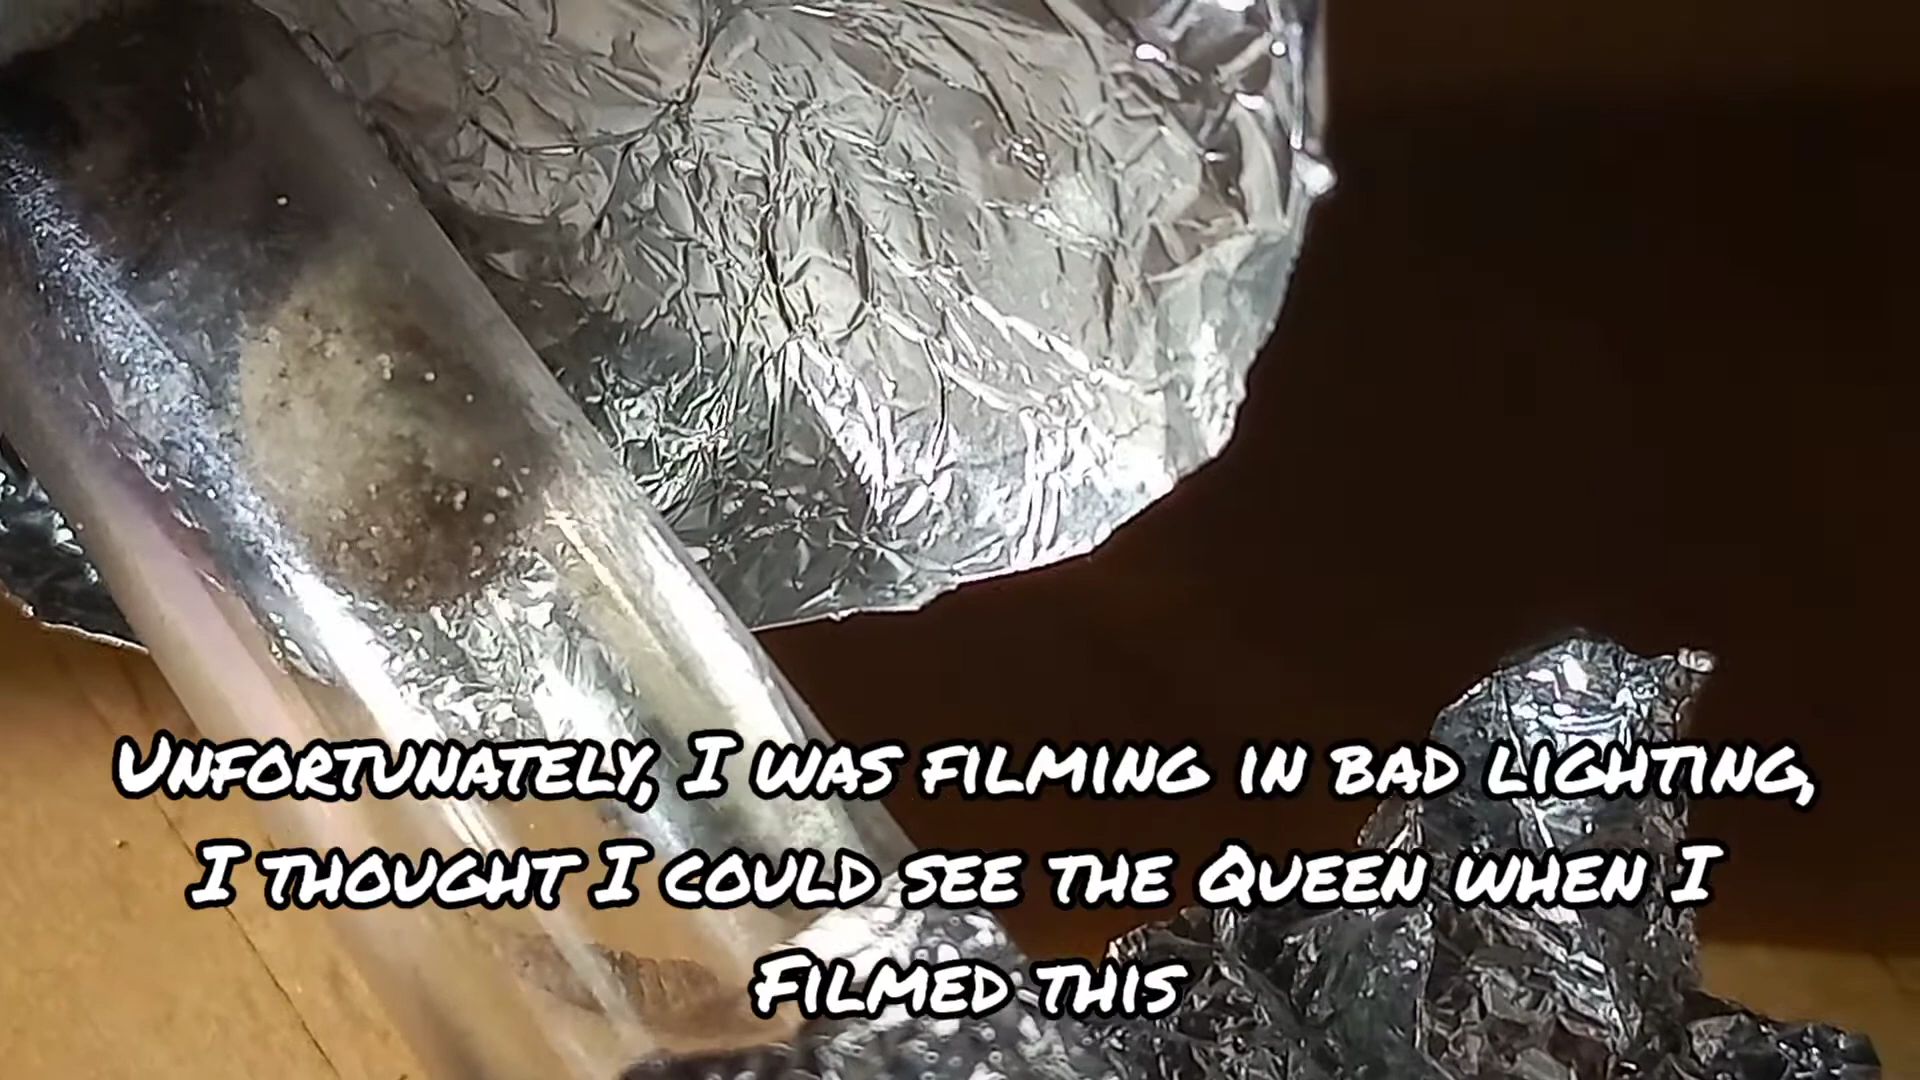 Unfortunately, I was filming in bad lighting,
I thought I could see the Queen when I
Filmed this